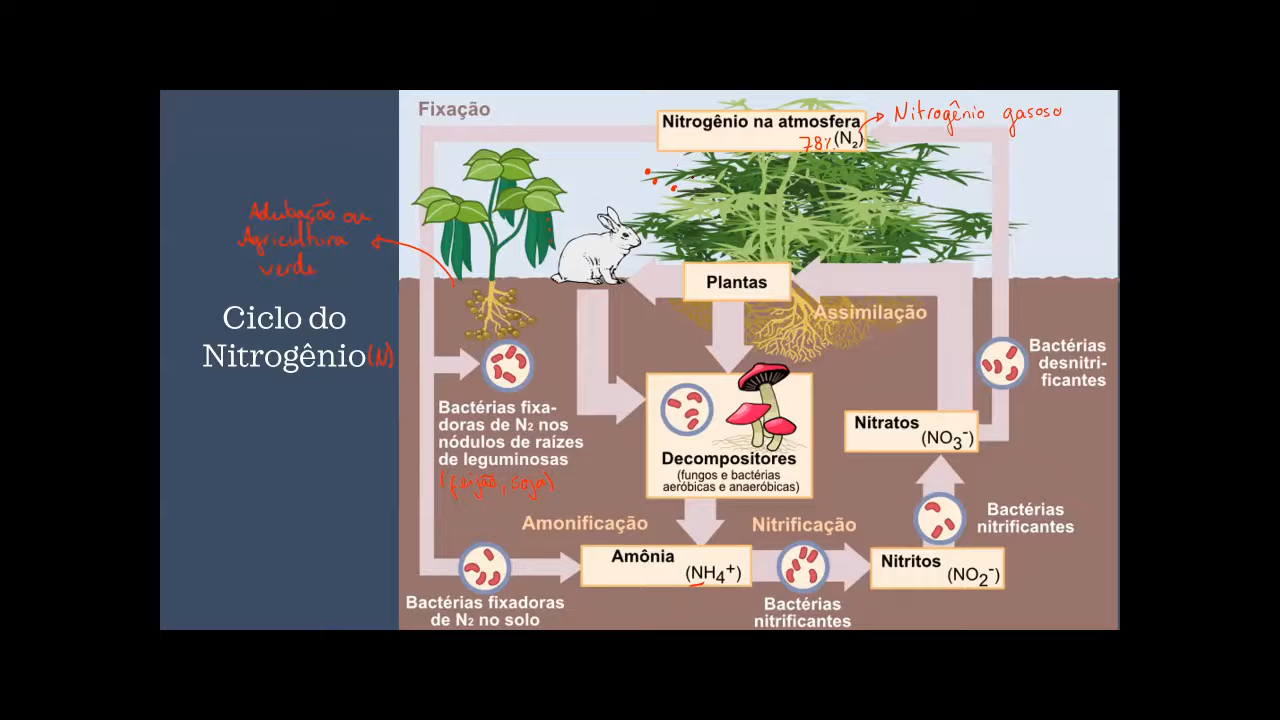 Fixação
Nitrogênio na atmosfera
78% (N₂)
Nitrogênio gasoso
Adubação ou
Agricultura
verde
Ciclo do
Nitrogênio (N)
Plantas
Assimilação
Bactérias
desnitri-
ficantes
Bactérias fixa-
doras de N₂ nos
nódulos de raízes
de leguminosas
(feijão, soja)
Decompositores
(fungos e bactérias
aeróbicas e anaeróbicas)
Nitratos
(NO₃⁻)
Bactérias
nitrificantes
Amonificação
Nitrificação
Amônia
(NH₄⁺)
Nitritos
(NO₂⁻)
Bactérias fixadoras
de N₂ no solo
Bactérias
nitrificantes